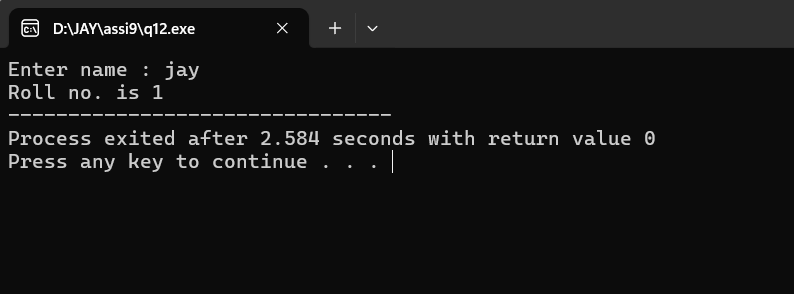 D:\JAY\assi9\q12.exe
Enter name : jay
Roll no. is 1
--------------------------------
Process exited after 2.584 seconds with return value 0
Press any key to continue . . .